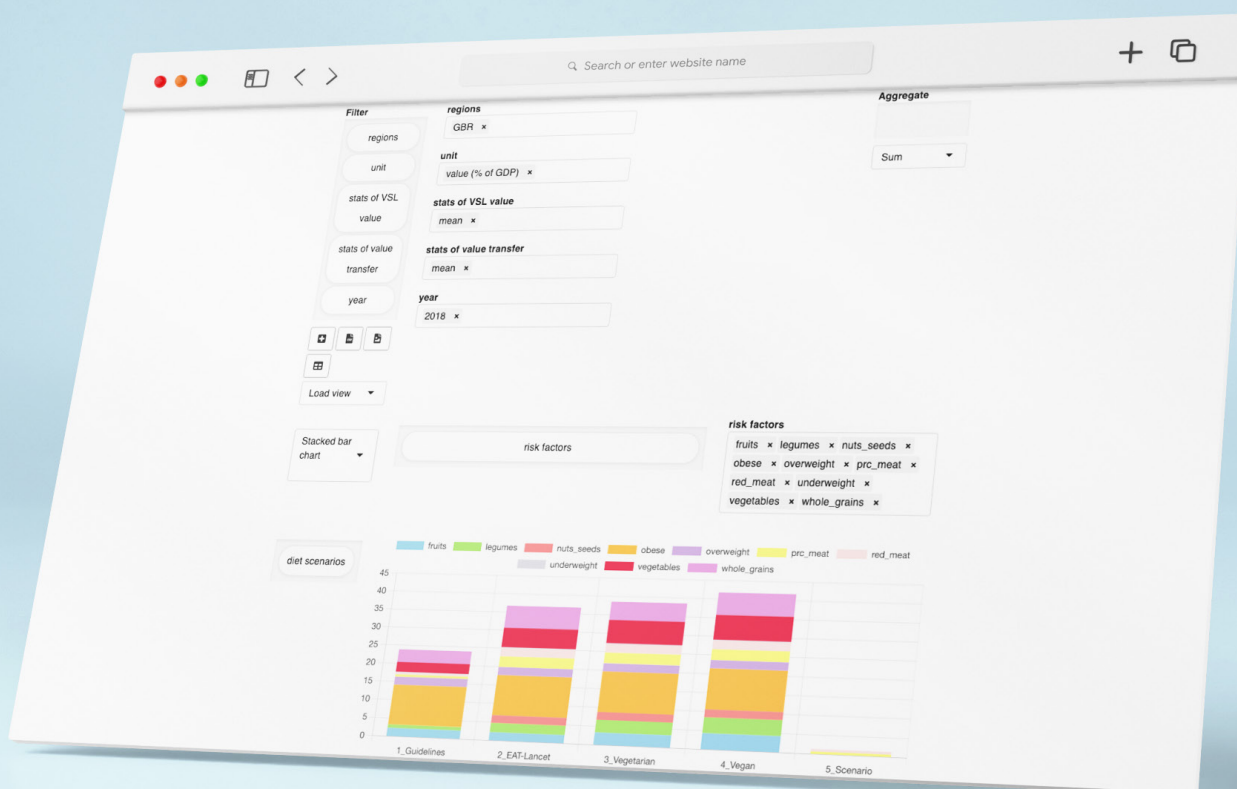 Search or enter website name
Filter
regions
unit
stats of VSL
value
stats of value
transfer
year
regions
GBR ×
unit
value (% of GDP) ×
stats of VSL value
mean ×
stats of value transfer
mean ×
year
2018 ×
Aggregate
Sum
Load view
Stacked bar
chart
risk factors
risk factors
fruits × legumes × nuts_seeds ×
obese × overweight × prc_meat ×
red_meat × underweight ×
vegetables × whole_grains ×
diet scenarios
fruits legumes nuts_seeds obese overweight prc_meat red_meat
underweight vegetables whole_grains
45
40
35
30
25
20
15
10
5
0
1_Guidelines 2_EAT-Lancet 3_Vegetarian 4_Vegan 5_Scenario